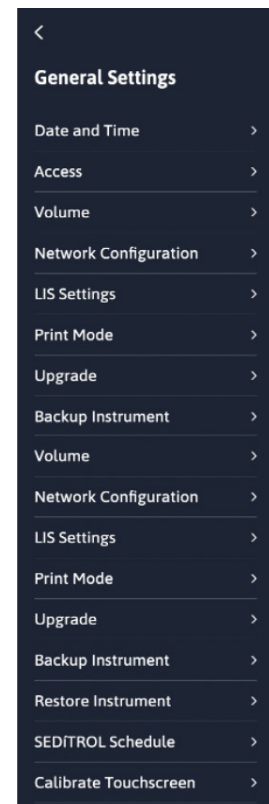 General Settings
Date and Time
Access
Volume
Network Configuration
LIS Settings
Print Mode
Upgrade
Backup Instrument
Volume
Network Configuration
LIS Settings
Print Mode
Upgrade
Backup Instrument
Restore Instrument
SEDiTROL Schedule
Calibrate Touchscreen